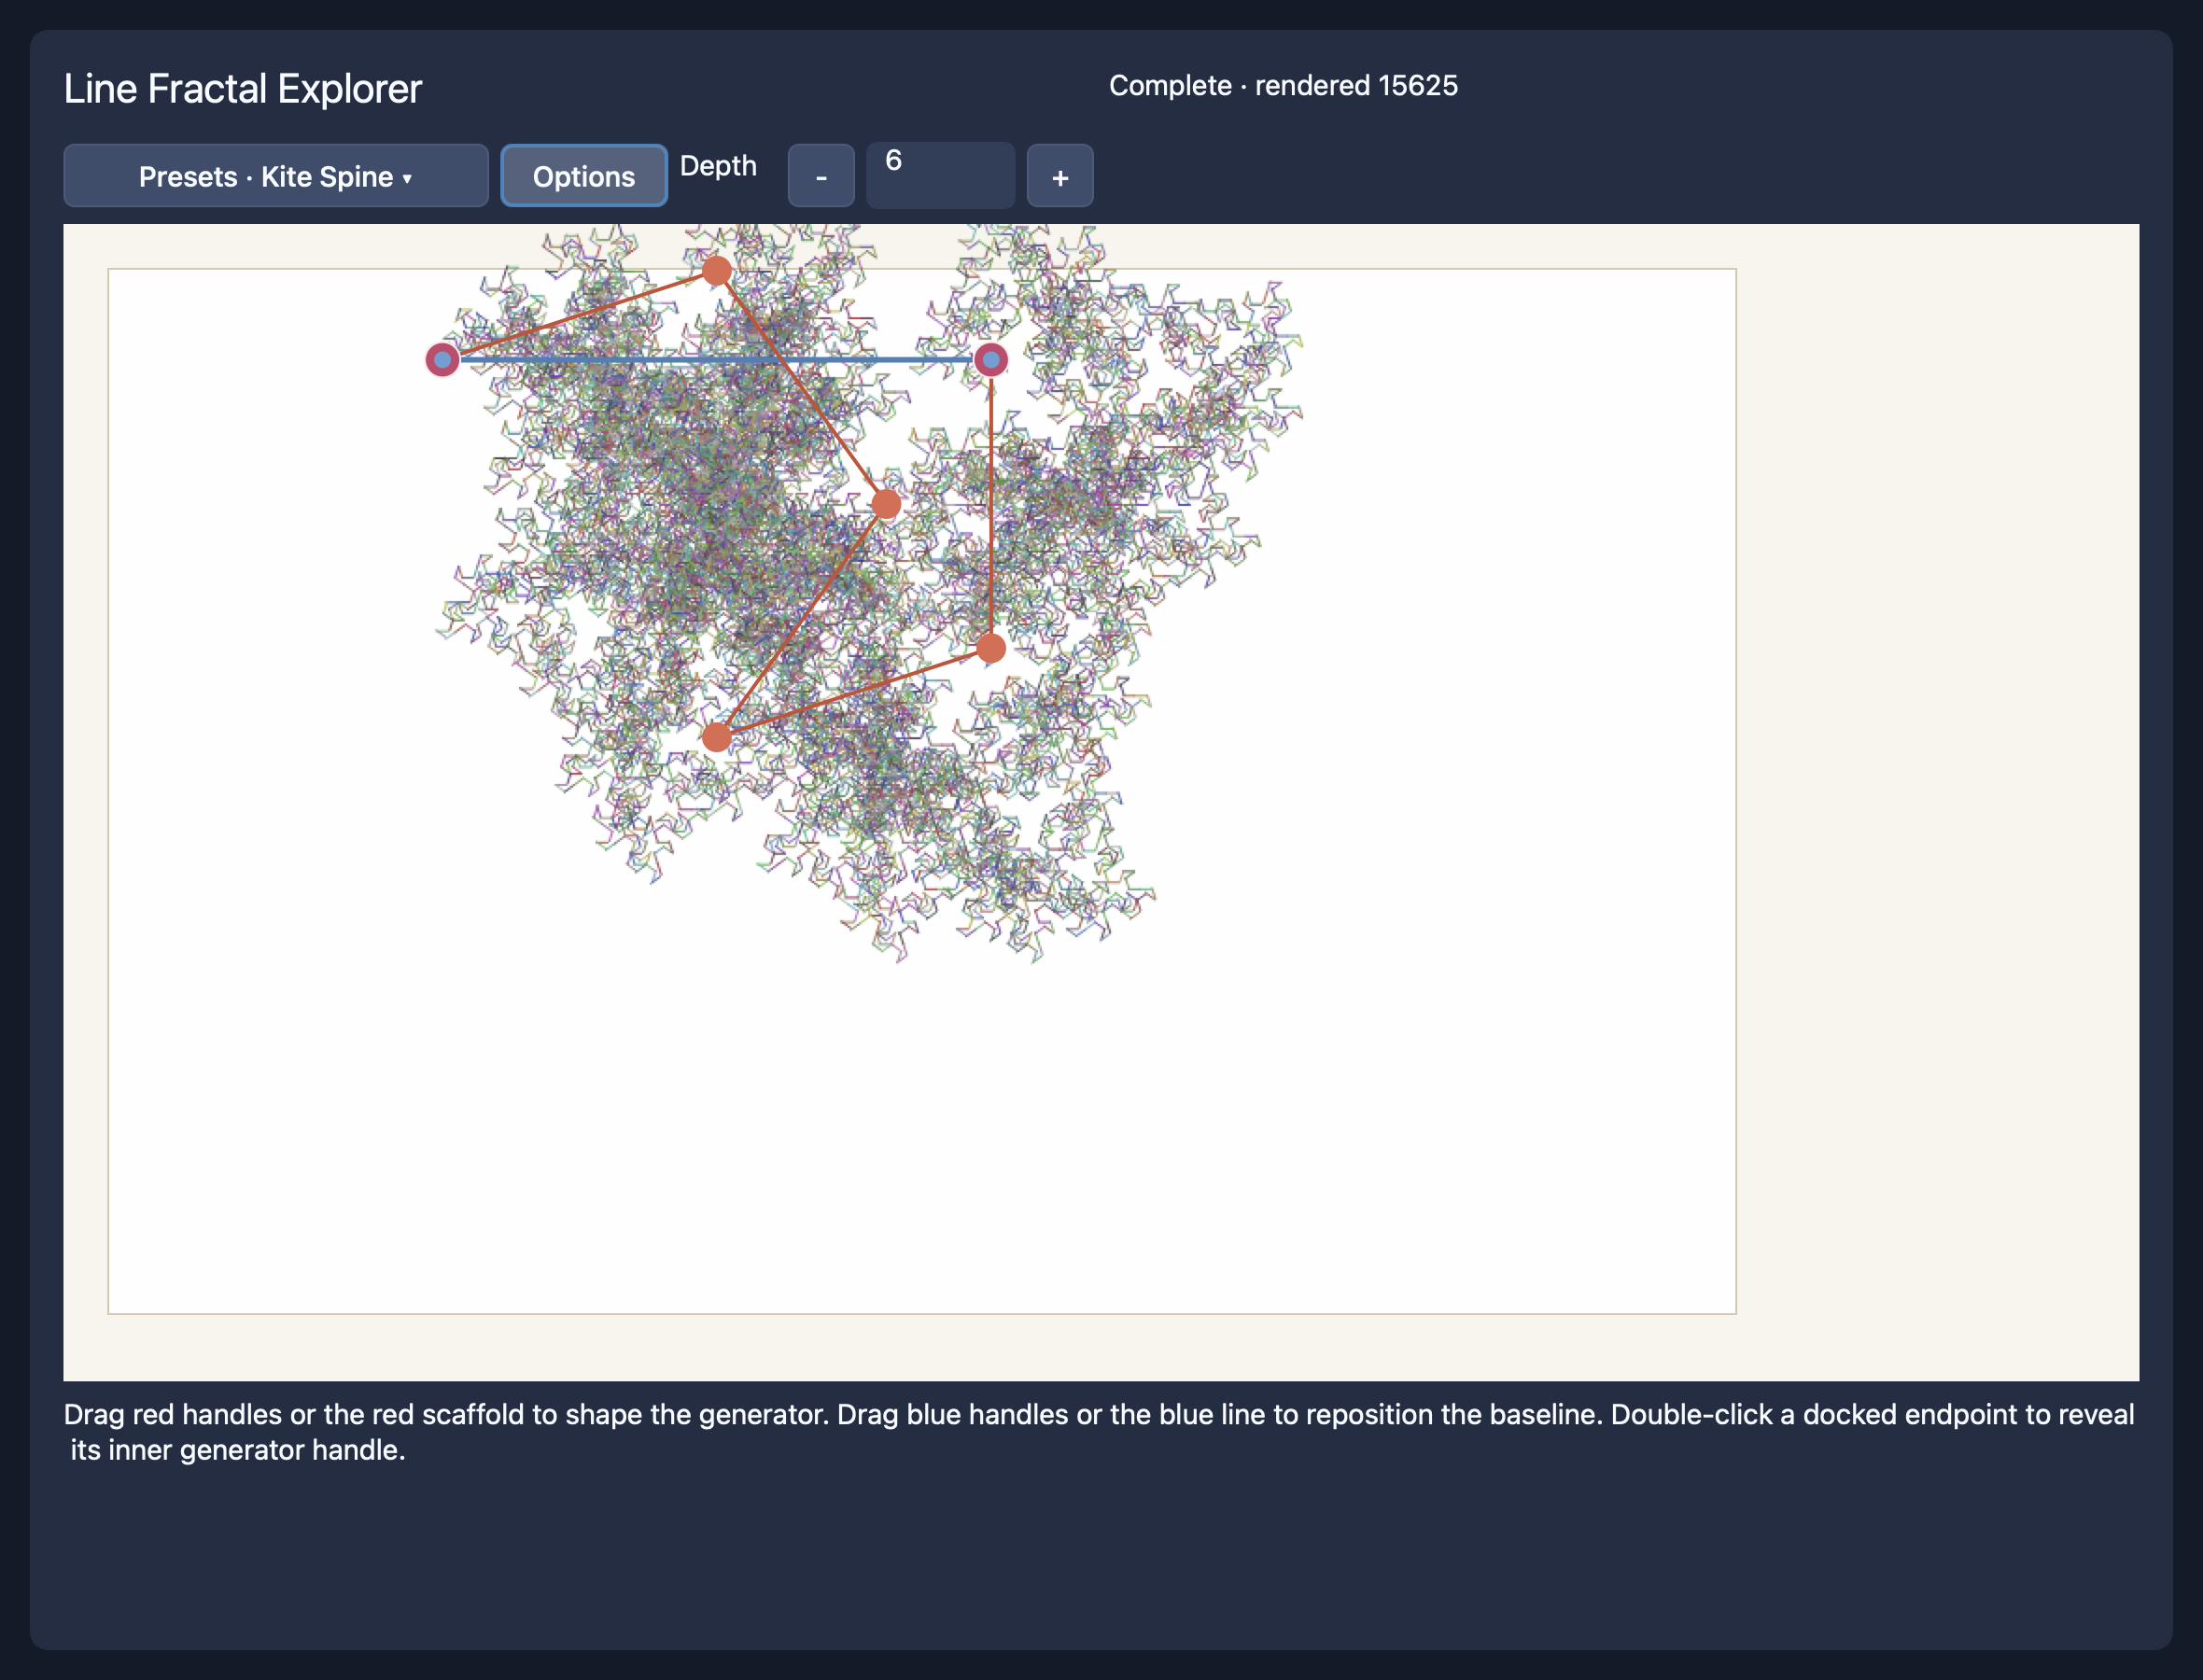 Line Fractal Explorer
Complete · rendered 15625
Presets · Kite Spine ▾
Options
Depth
-
6
+
Drag red handles or the red scaffold to shape the generator. Drag blue handles or the blue line to reposition the baseline. Double-click a docked endpoint to reveal
its inner generator handle.